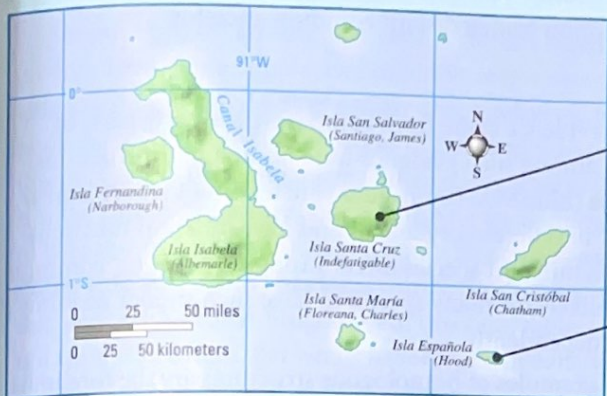 91°W
0°
Canal Isabela
Isla San Salvador
(Santiago, James)
N
W E
S
Isla Fernandina
(Narborough)
Isla Isabela
(Albemarle)
Isla Santa Cruz
(Indefatigable)
1°S
Isla Santa María
(Floreana, Charles)
Isla San Cristóbal
(Chatham)
0 25 50 miles
0 25 50 kilometers
Isla Española
(Hood)